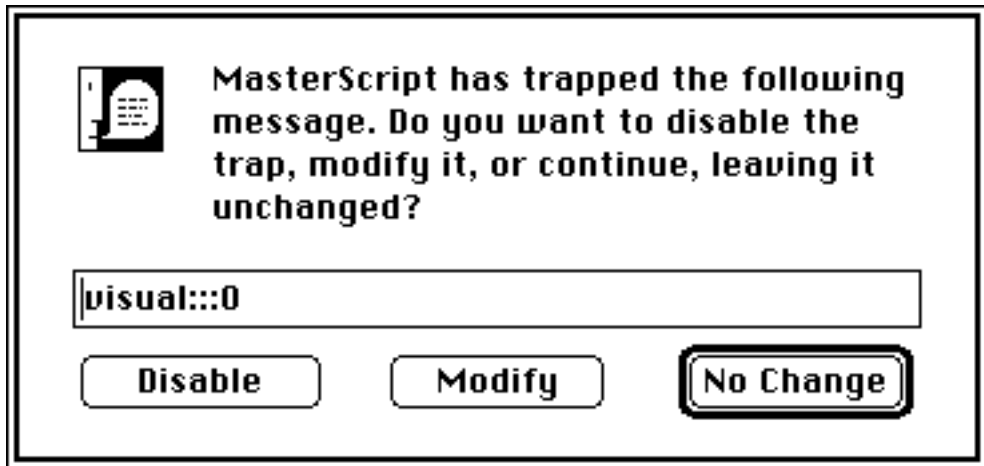 MasterScript has trapped the following
message. Do you want to disable the
trap, modify it, or continue, leaving it
unchanged?
visual:::0
Disable
Modify
No Change